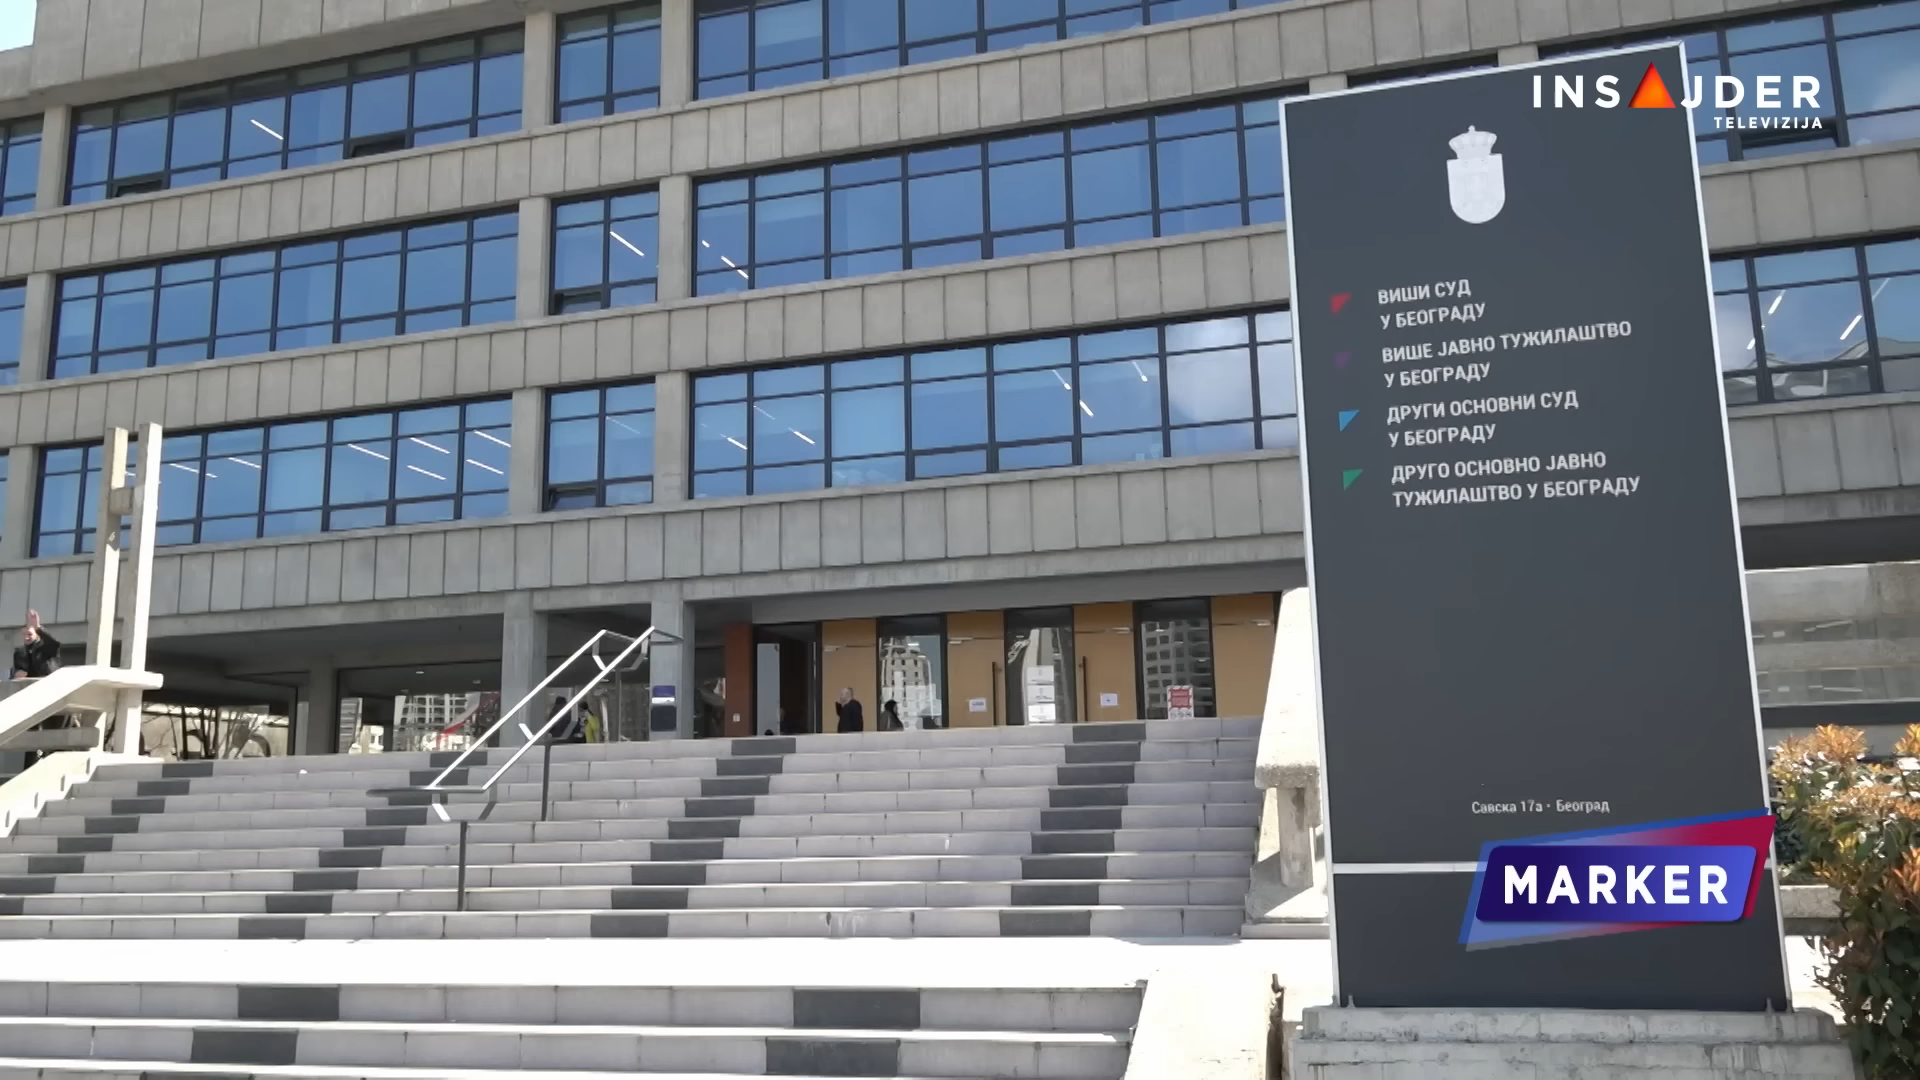 INSAJDER
TELEVIZIJA
ВИШИ СУД
У БЕОГРАДУ
ВИШЕ ЈАВНО ТУЖИЛАШТВО
У БЕОГРАДУ
ДРУГИ ОСНОВНИ СУД
У БЕОГРАДУ
ДРУГО ОСНОВНО ЈАВНО
ТУЖИЛАШТВО У БЕОГРАДУ
Савска 17а · Београд
MARKER